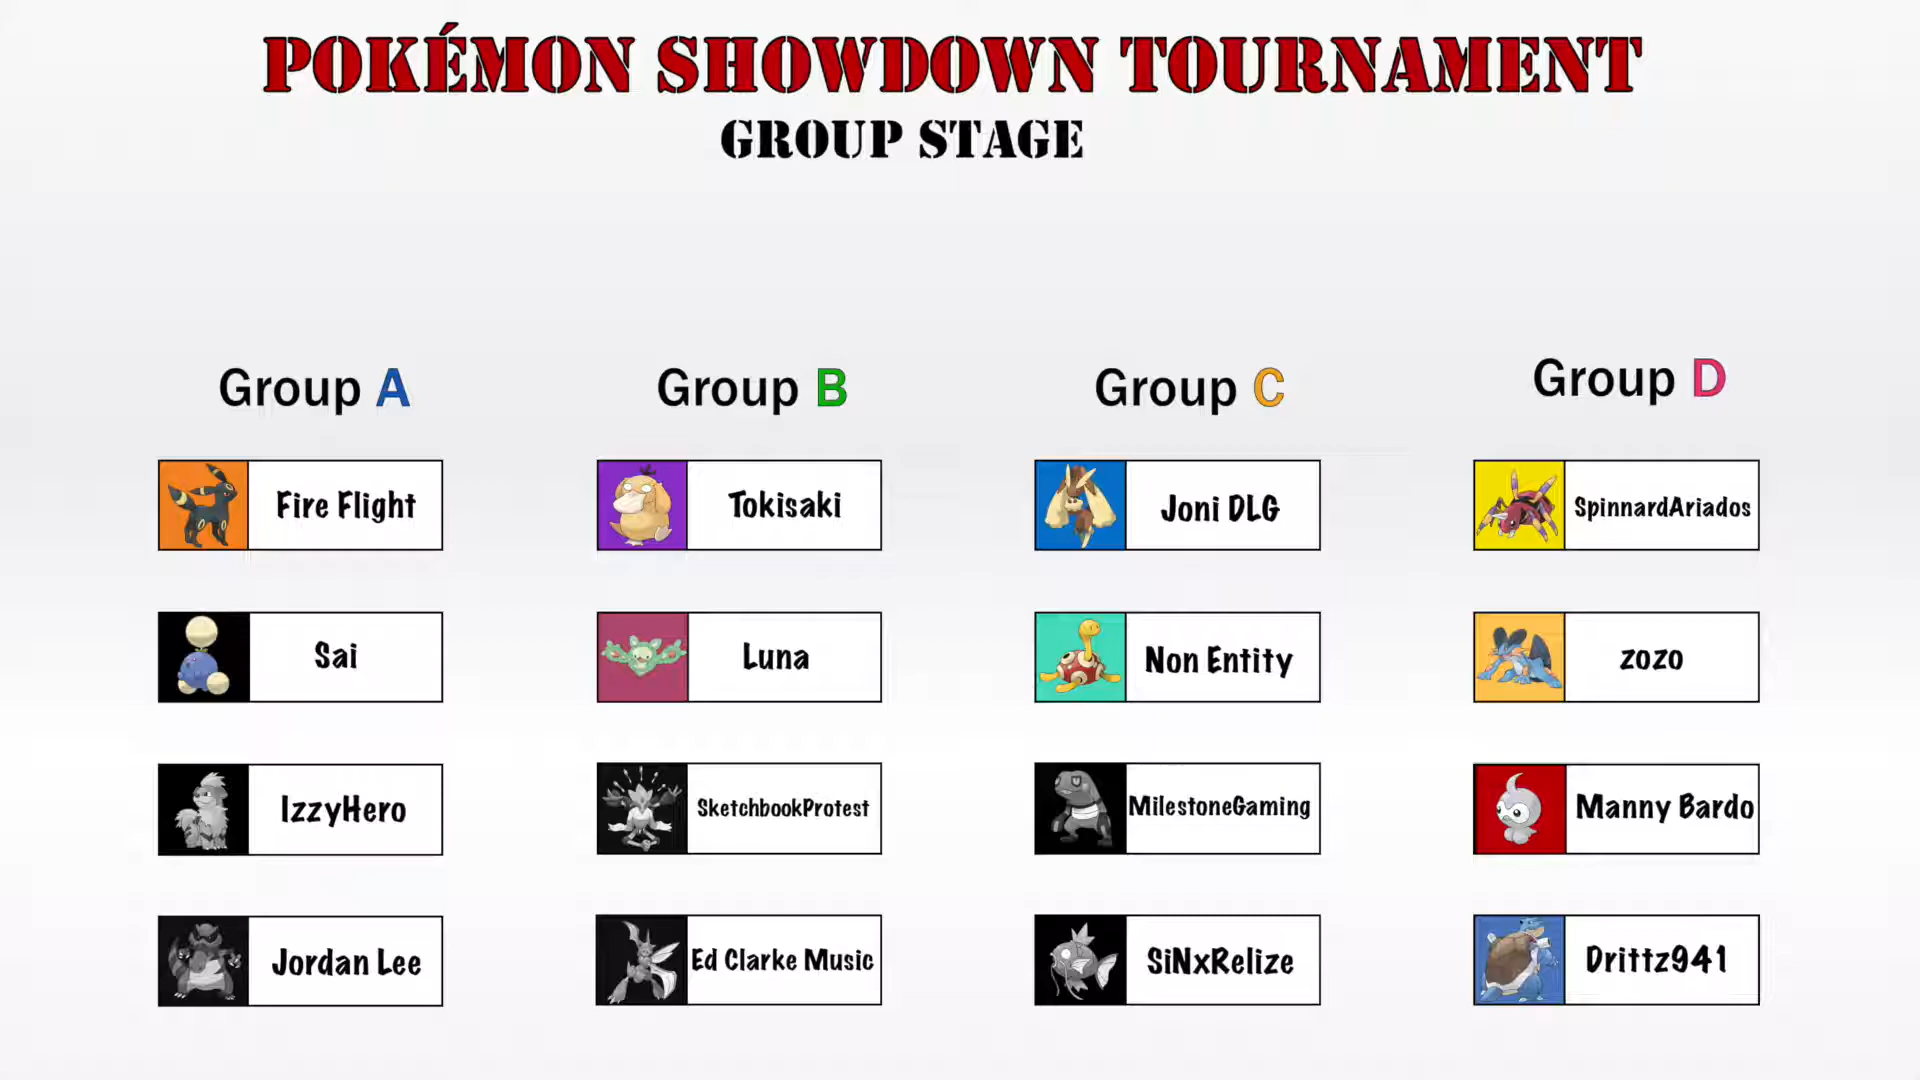 POKÉMON SHOWDOWN TOURNAMENT
GROUP STAGE
Group A
Fire Flight
Sai
IzzyHero
Jordan Lee
Group B
Tokisaki
Luna
SketchbookProtest
Ed Clarke Music
Group C
Joni DLG
Non Entity
MilestoneGaming
SiNxRelize
Group D
SpinnardAriados
zozo
Manny Bardo
Drittz941